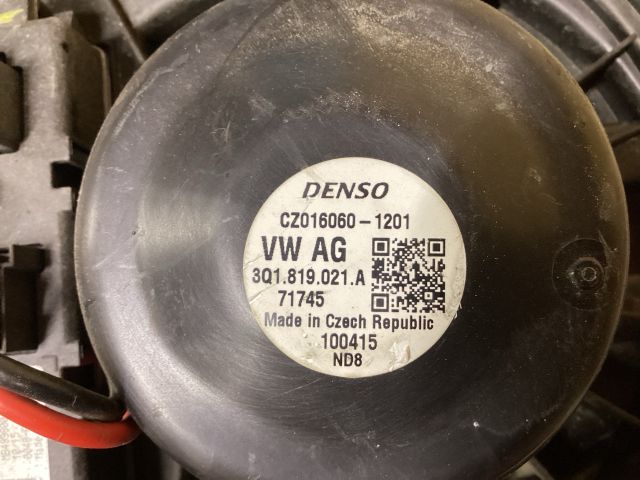 DENSO
CZ016060-1201
VW AG
3Q1.819.021.A
71745
Made in Czech Republic
100415
ND8